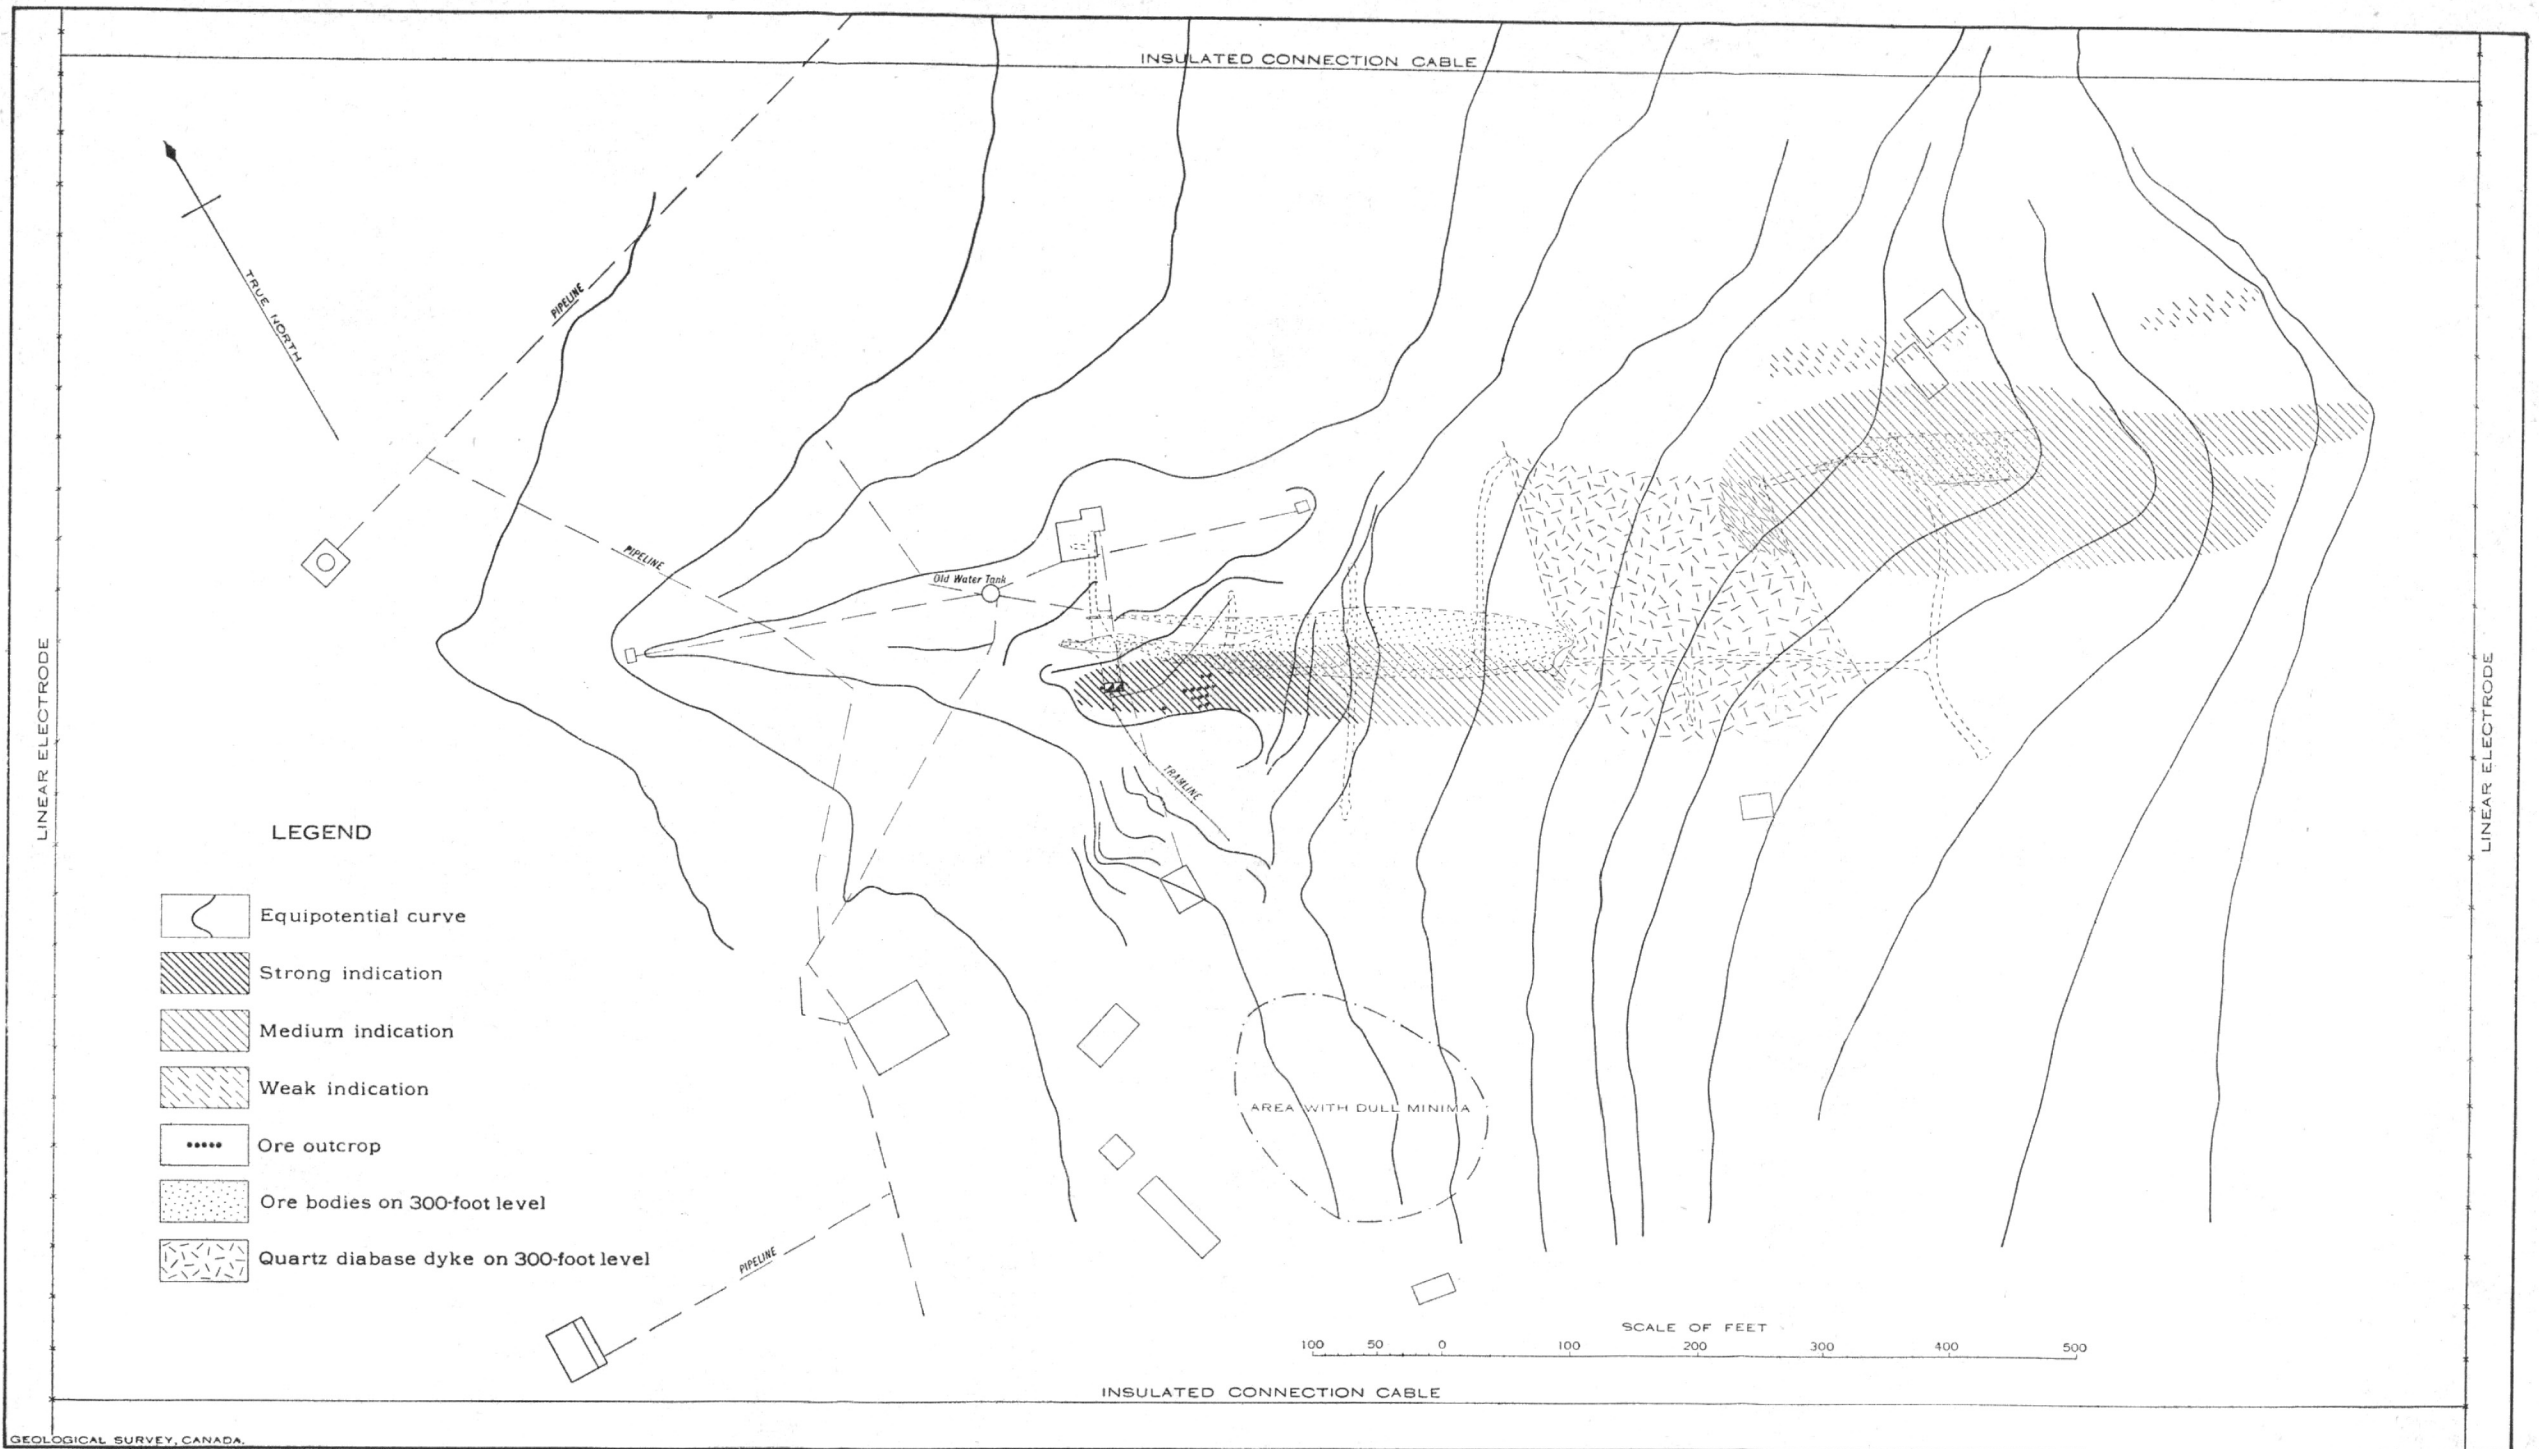 INSULATED CONNECTION CABLE
TRUE NORTH
PIPELINE
PIPELINE
Old Water Tank
LINEAR ELECTRODE
LINEAR ELECTRODE
TRAMLINE
LEGEND
Equipotential curve
Strong indication
Medium indication
Weak indication
Ore outcrop
Ore bodies on 300-foot level
Quartz diabase dyke on 300-foot level
AREA WITH DULL MINIMA
PIPELINE
SCALE OF FEET
100 50 0 100 200 300 400 500
INSULATED CONNECTION CABLE
GEOLOGICAL SURVEY, CANADA.